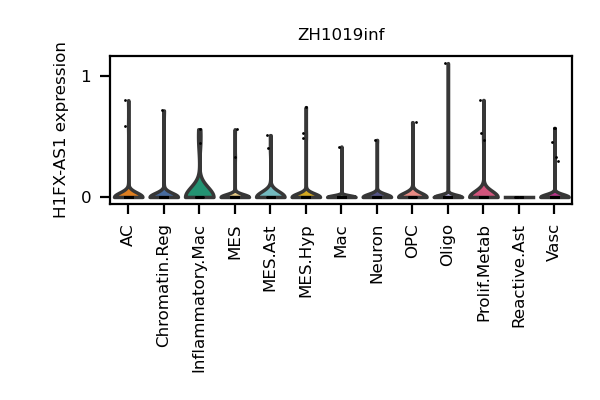 ZH1019inf
H1FX-AS1 expression
1
0
AC
Chromatin.Reg
Inflammatory.Mac
MES
MES.Ast
MES.Hyp
Mac
Neuron
OPC
Oligo
Prolif.Metab
Reactive.Ast
Vasc